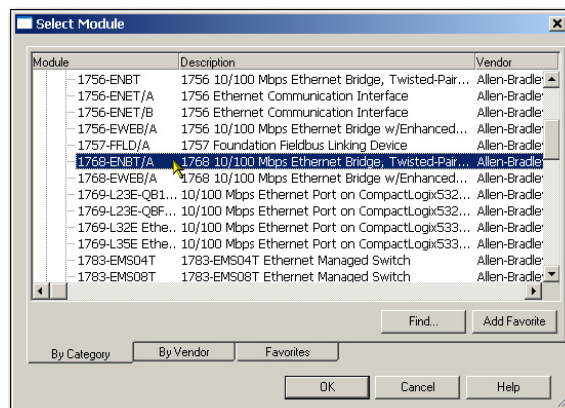 Select Module
Module Description Vendor
1756-ENBT 1756 10/100 Mbps Ethernet Bridge, Twisted-Pair... Allen-Bradley
1756-ENET/A 1756 Ethernet Communication Interface Allen-Bradley
1756-ENET/B 1756 Ethernet Communication Interface Allen-Bradley
1756-EWEB/A 1756 10/100 Mbps Ethernet Bridge w/Enhanced... Allen-Bradley
1757-FFLD/A 1757 Foundation Fieldbus Linking Device Allen-Bradley
1768-ENBT/A 1768 10/100 Mbps Ethernet Bridge, Twisted-Pair... Allen-Bradley
1768-EWEB/A 1768 10/100 Mbps Ethernet Bridge w/Enhanced... Allen-Bradley
1769-L23E-QB1... 10/100 Mbps Ethernet Port on CompactLogix532... Allen-Bradley
1769-L23E-QBF... 10/100 Mbps Ethernet Port on CompactLogix532... Allen-Bradley
1769-L32E Ethe... 10/100 Mbps Ethernet Port on CompactLogix533... Allen-Bradley
1769-L35E Ethe... 10/100 Mbps Ethernet Port on CompactLogix533... Allen-Bradley
1783-EMS04T 1783-EMS04T Ethernet Managed Switch Allen-Bradley
1783-EMS08T 1783-EMS08T Ethernet Managed Switch Allen-Bradley
Find... Add Favorite
By Category By Vendor Favorites
OK Cancel Help